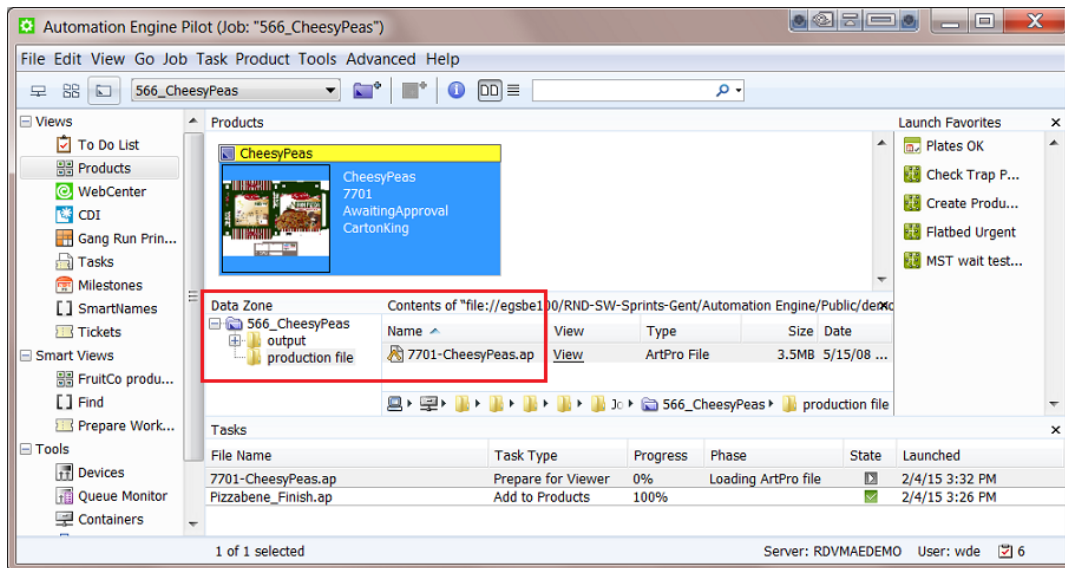 Automation Engine Pilot (Job: "566_CheesyPeas")
File Edit View Go Job Task Product Tools Advanced Help
566_CheesyPeas
Views
To Do List
Products
WebCenter
CDI
Gang Run Prin...
Tasks
Milestones
SmartNames
Tickets
Smart Views
FruitCo produ...
Find
Prepare Work...
Tools
Devices
Queue Monitor
Containers
Products
CheesyPeas
CheesyPeas
7701
AwaitingApproval
CartonKing
Launch Favorites
Plates OK
Check Trap P...
Create Produ...
Flatbed Urgent
MST wait test...
Data Zone
566_CheesyPeas
output
production file
Contents of "file://egsbe100/RND-SW-Sprints-Gent/Automation Engine/Public/demo
Name View Type Size Date
7701-CheesyPeas.ap View ArtPro File 3.5MB 5/15/08 ...
566_CheesyPeas production file
Tasks
File Name Task Type Progress Phase State Launched
7701-CheesyPeas.ap Prepare for Viewer 0% Loading ArtPro file 2/4/15 3:32 PM
Pizzabene_Finish.ap Add to Products 100% 2/4/15 3:26 PM
1 of 1 selected Server: RDVMAEDEMO User: wde 6